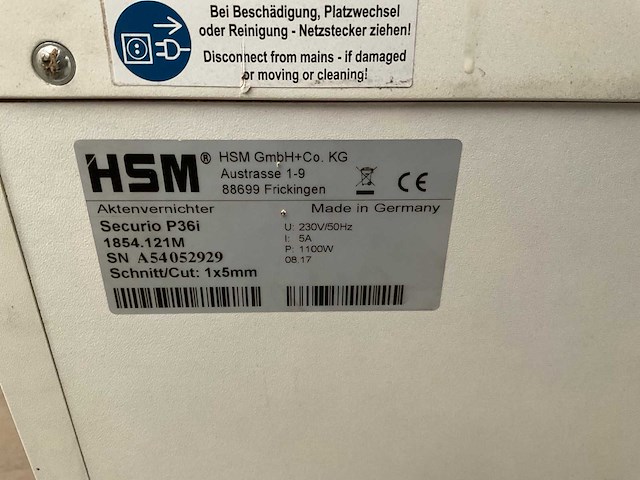 Bei Beschädigung, Platzwechsel
oder Reinigung - Netzstecker ziehen!
Disconnect from mains - if damaged
or moving or cleaning!
HSM®
HSM GmbH+Co. KG
Austrasse 1-9
88699 Frickingen
CE
Aktenvernichter
Made in Germany
Securio P36i
1854.121M
SN A54052929
Schnitt/Cut: 1x5mm
U: 230V/50Hz
I: 5A
P: 1100W
08.17